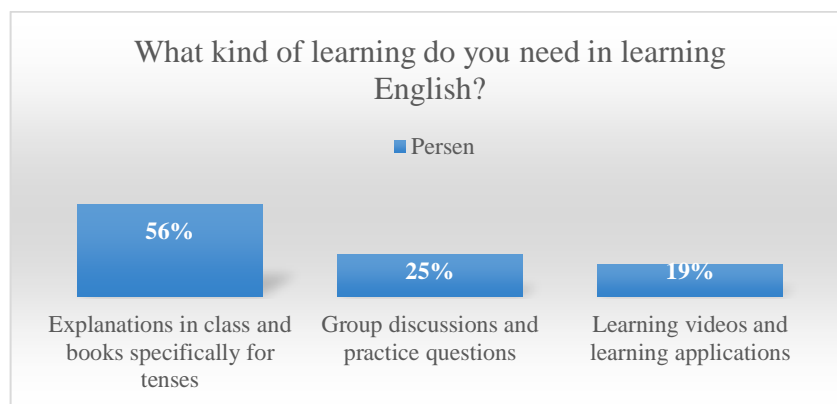 What kind of learning do you need in learning
English?
Persen
56%
25%
19%
Explanations in class and
books specifically for
tenses
Group discussions and
practice questions
Learning videos and
learning applications